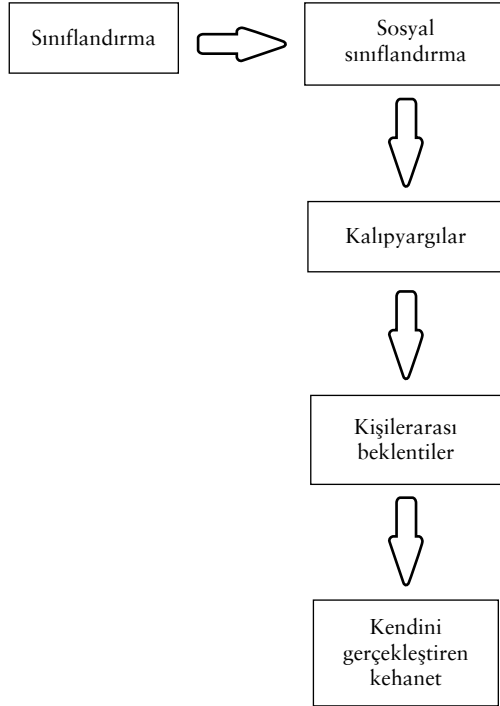 Sınıflandırma
Sosyal
sınıflandırma
Kalıpyargılar
Kişilerarası
beklentiler
Kendini
gerçekleştiren
kehanet